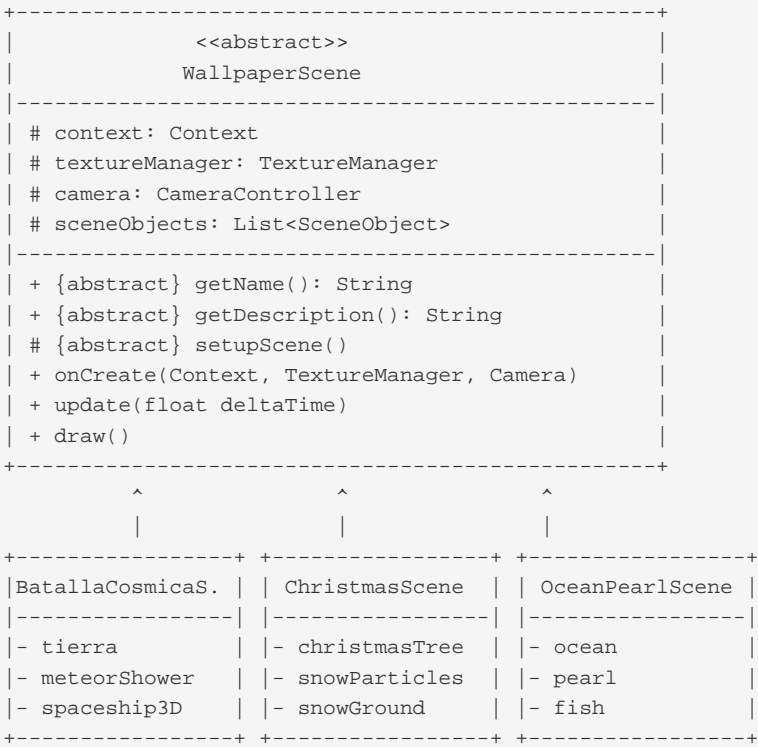 <<abstract>>
WallpaperScene
# context: Context
# textureManager: TextureManager
# camera: CameraController
# sceneObjects: List<SceneObject>
+ {abstract} getName(): String
+ {abstract} getDescription(): String
# {abstract} setupScene()
+ onCreate(Context, TextureManager, Camera)
+ update(float deltaTime)
+ draw()
BatallaCosmicaS. ChristmasScene OceanPearlScene
- tierra - christmasTree - ocean
- meteorShower - snowParticles - pearl
- spaceship3D - snowGround - fish